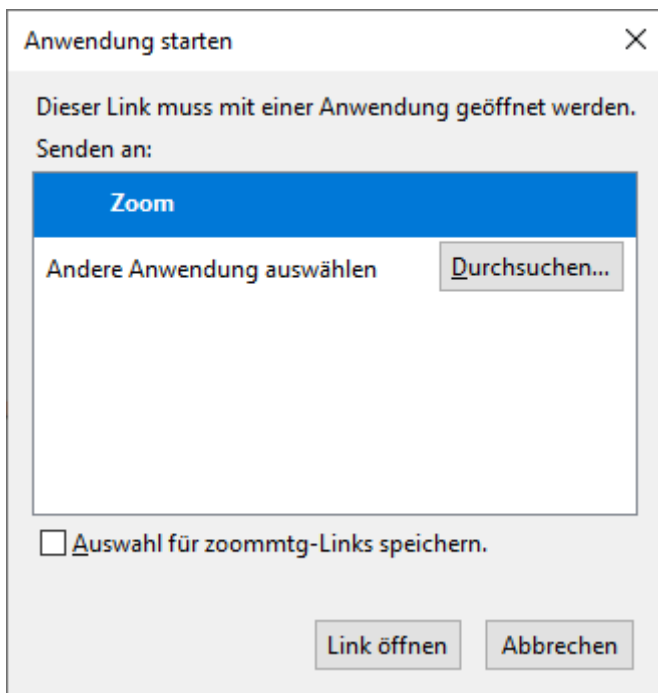 Anwendung starten
Dieser Link muss mit einer Anwendung geöffnet werden.
Senden an:
Zoom
Andere Anwendung auswählen
Durchsuchen...
Auswahl für zoommtg-Links speichern.
Link öffnen
Abbrechen